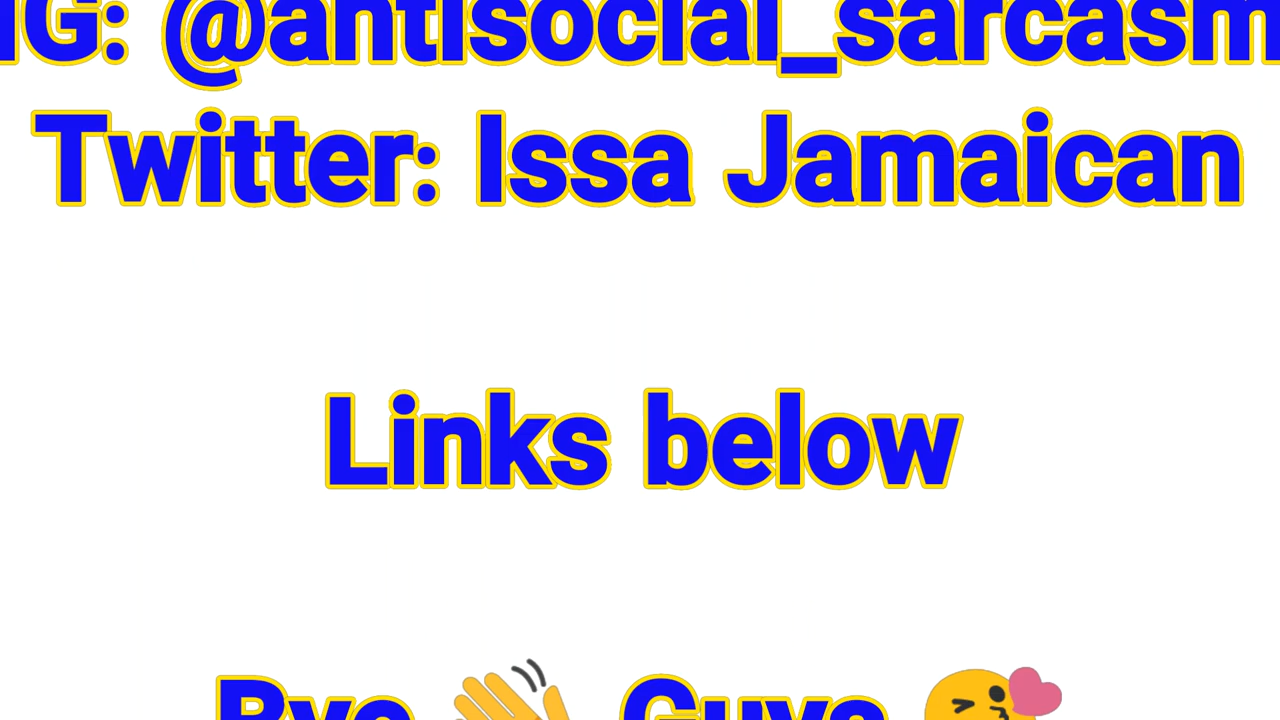 IG: @antisocial_sarcasm
Twitter: Issa Jamaican
Links below
Bye 👋 Guys 😘